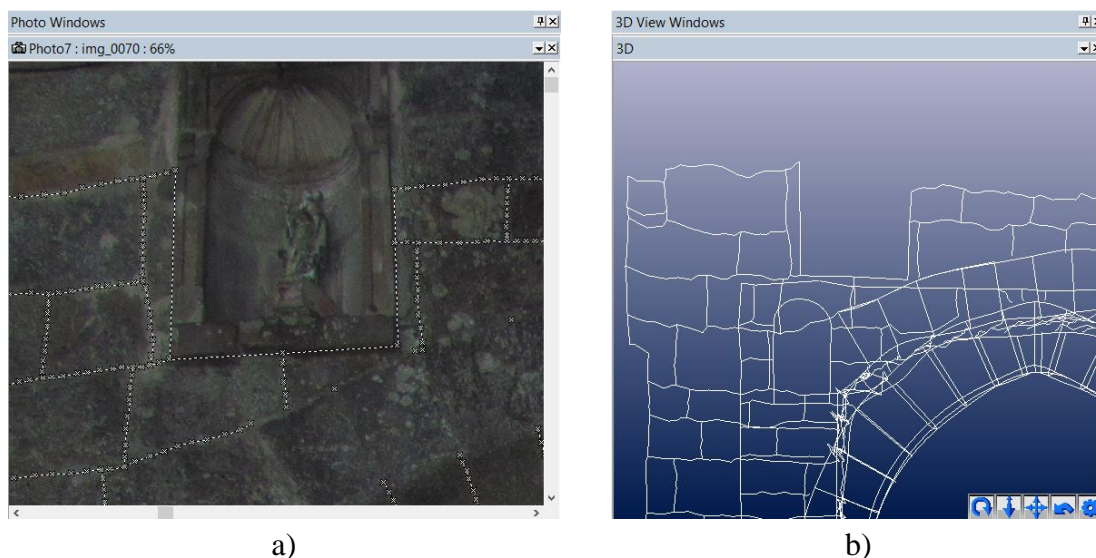 Photo Windows
Photo7 : img_0070 : 66%
3D View Windows
3D
a)
b)